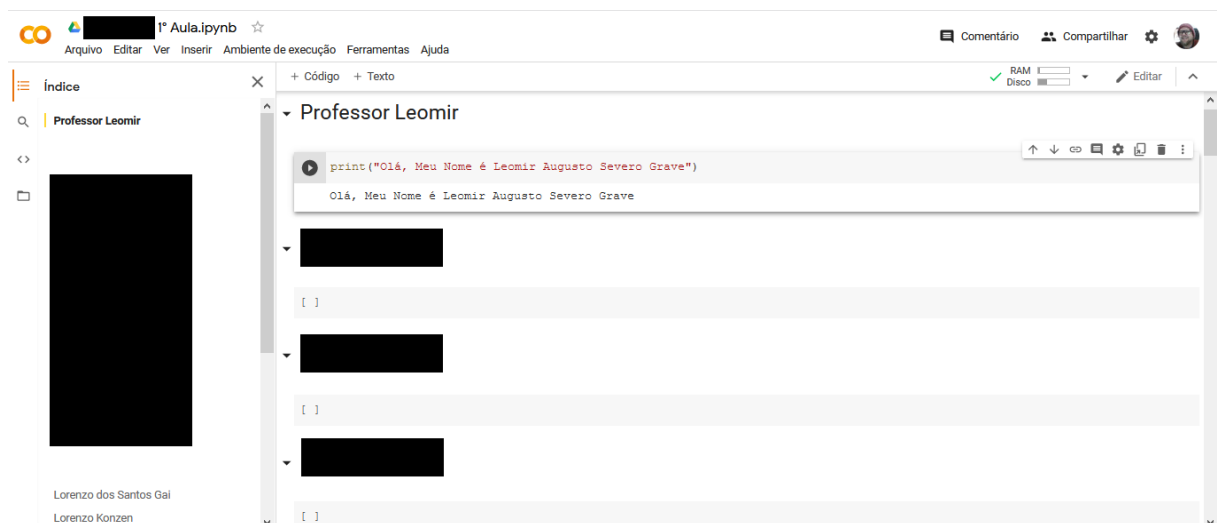 1° Aula.ipynb
Arquivo Editar Ver Inserir Ambiente de execução Ferramentas Ajuda
Comentário Compartilhar
Índice
+ Código + Texto
RAM
Disco
Editar
Professor Leomir
Professor Leomir
print("Olá, Meu Nome é Leomir Augusto Severo Grave")
Olá, Meu Nome é Leomir Augusto Severo Grave
[ ]
[ ]
Lorenzo dos Santos Gai
Lorenzo Konzen
[ ]